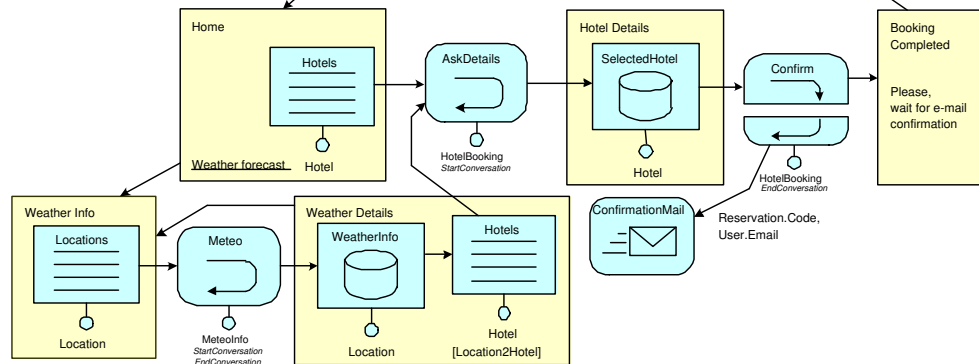 Home
Hotels
Hotel
Weather forecast
AskDetails
HotelBooking
StartConversation
Hotel Details
SelectedHotel
Hotel
Confirm
HotelBooking
EndConversation
Booking
Completed
Please,
wait for e-mail
confirmation
ConfirmationMail
Reservation.Code,
User.Email
Weather Info
Locations
Location
Meteo
MeteoInfo
StartConversation
EndConversation
Weather Details
WeatherInfo
Location
Hotels
Hotel
[Location2Hotel]